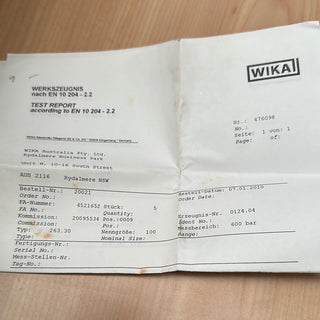 WIKA
WERKSZEUGNIS
nach EN 10 204 - 2.2
TEST REPORT
according to EN 10 204 - 2.2
Nr.: 476098
No.:
Seite: 1 von: 1
Page: of:
WIKA Australia Pty. Ltd.
Rydalmere Business Park
Unit M, 10-16 South Street
AUS 2116 Rydalmere NSW
Bestell-Nr.: 20021
Order No.:
Bestell-Datum: 07.01.2010
Order Date:
FA-Nummer: 4521652 Stück: 5
FA No.: Quantity:
Kommission: 20095534 Pos.:0009
Commission: Pos.:
Erzeugnis-Nr.: 0124.04
Ident No.:
Typ: 263.30 Nenngröße: 100
Type: Nominal Size:
Messbereich: 600 bar
Range:
Fertigungs-Nr.:
Serial No.:
Mess-Stellen-Nr.
Tag-No.: